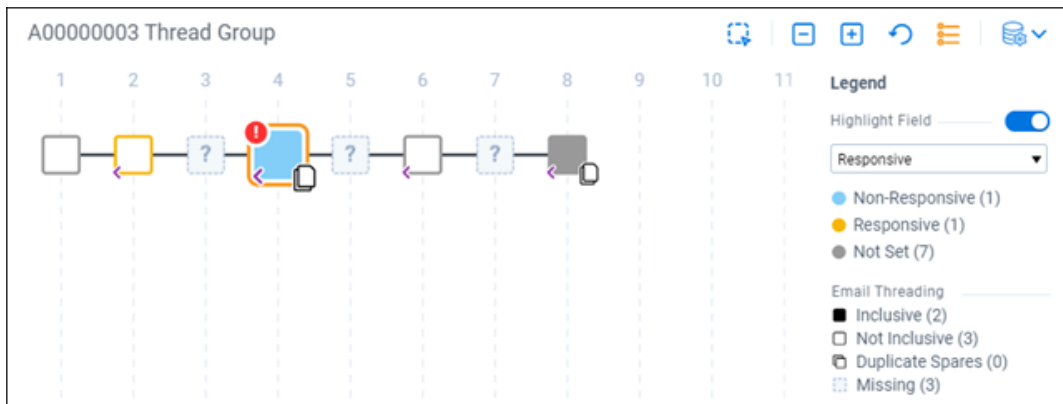 A00000003 Thread Group
1 2 3 4 5 6 7 8 9 10 11
? ! ? ?
Legend
Highlight Field
Responsive
Non-Responsive (1)
Responsive (1)
Not Set (7)
Email Threading
Inclusive (2)
Not Inclusive (3)
Duplicate Spares (0)
Missing (3)